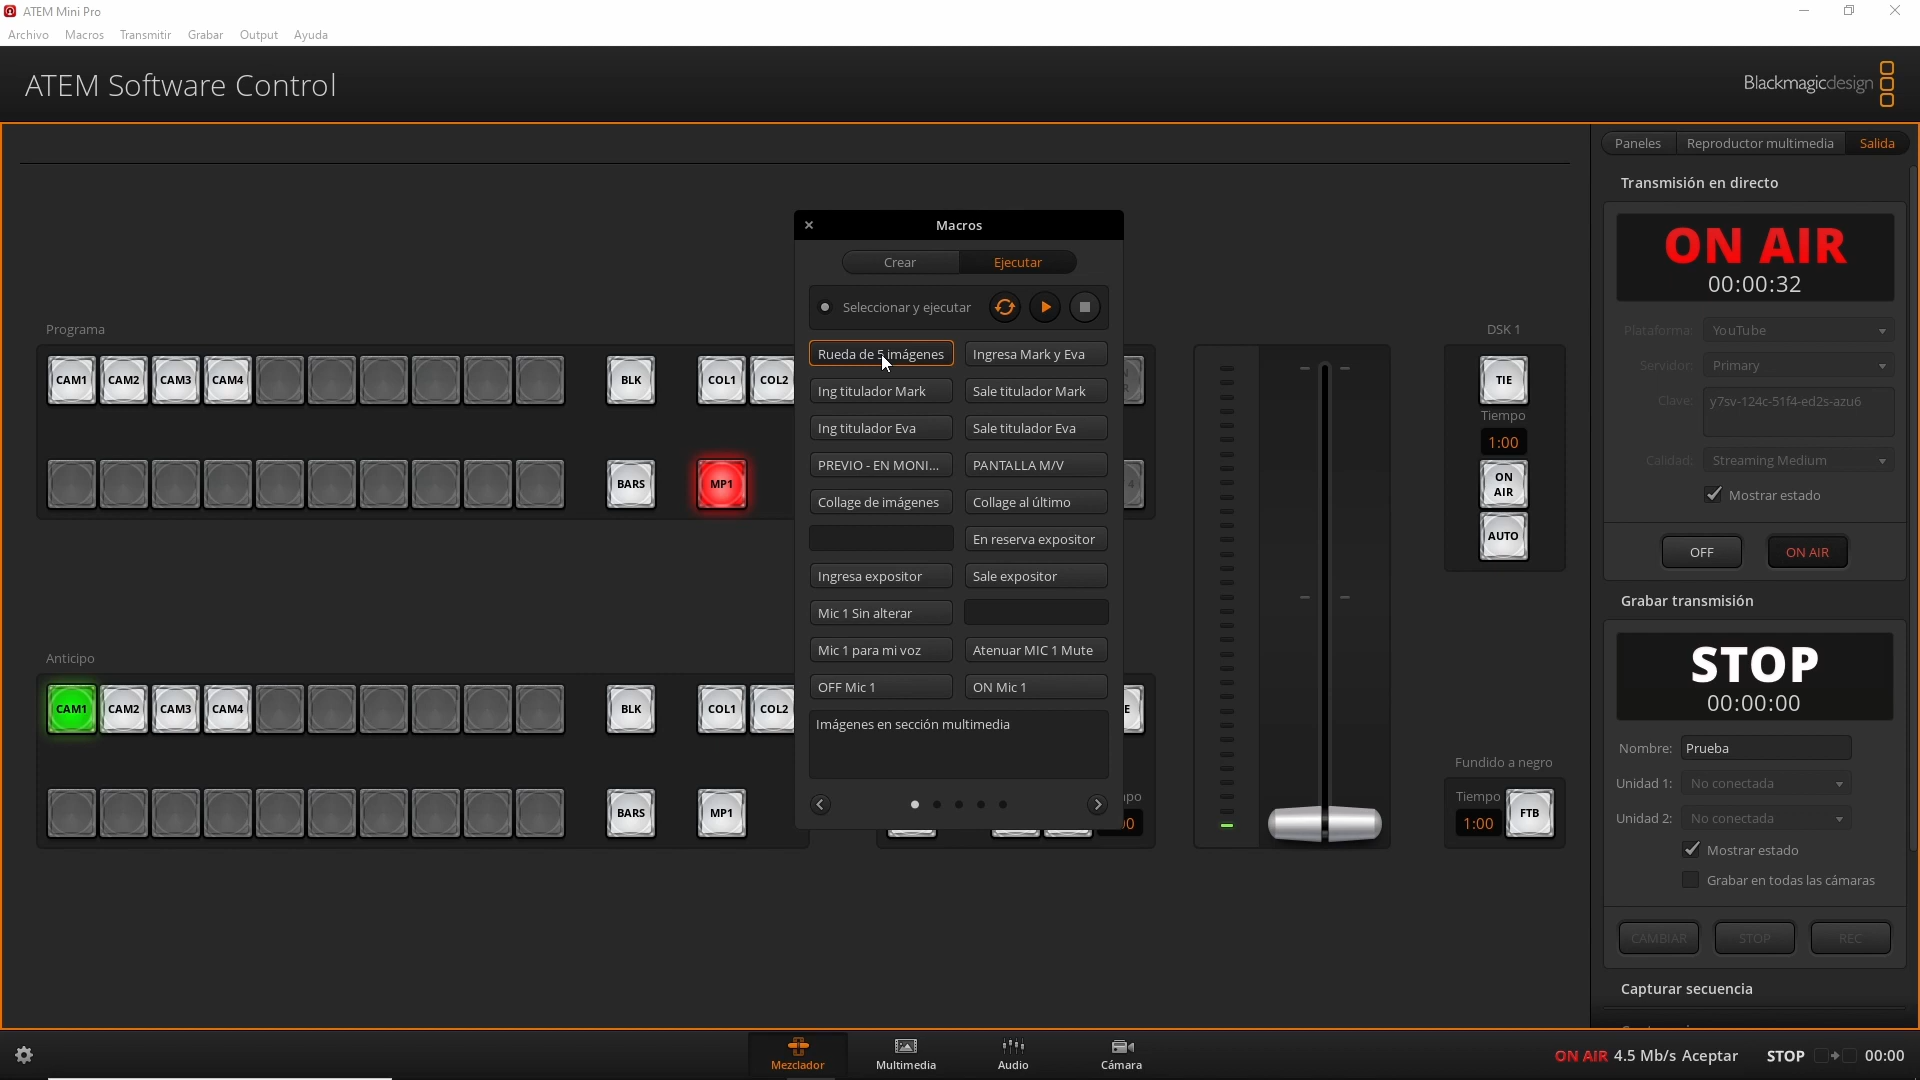 ATEM Mini Pro
Archivo Macros Transmitir Grabar Output Ayuda
ATEM Software Control
Blackmagicdesign
Paneles Reproductor multimedia Salida
Transmisión en directo
ON AIR
00:00:32
Plataforma: YouTube
Servidor: Primary
Clave: y7sv-124c-51f4-ed2s-azu6
Calidad: Streaming Medium
Mostrar estado
OFF ON AIR
Grabar transmisión
STOP
00:00:00
Nombre: Prueba
Unidad 1: No conectada
Unidad 2: No conectada
Mostrar estado
Grabar en todas las cámaras
CAMBIAR STOP REC
Capturar secuencia
Macros
Crear Ejecutar
Seleccionar y ejecutar
Rueda de 5 imágenes Ingresa Mark y Eva
Ing titulador Mark Sale titulador Mark
Ing titulador Eva Sale titulador Eva
PREVIO - EN MONI... PANTALLA M/V
Collage de imágenes Collage al último
En reserva expositor
Ingresa expositor Sale expositor
Mic 1 Sin alterar
Mic 1 para mi voz Atenuar MIC 1 Mute
OFF Mic 1 ON Mic 1
Imágenes en sección multimedia
Programa
CAM1 CAM2 CAM3 CAM4 BLK COL1 COL2
BARS MP1
Anticipo
CAM1 CAM2 CAM3 CAM4 BLK COL1 COL2
BARS MP1
DSK 1
TIE
Tiempo
1:00
ON AIR
AUTO
Fundido a negro
Tiempo
1:00
FTB
Mezclador Multimedia Audio Cámara
ON AIR 4.5 Mb/s Aceptar STOP 00:00